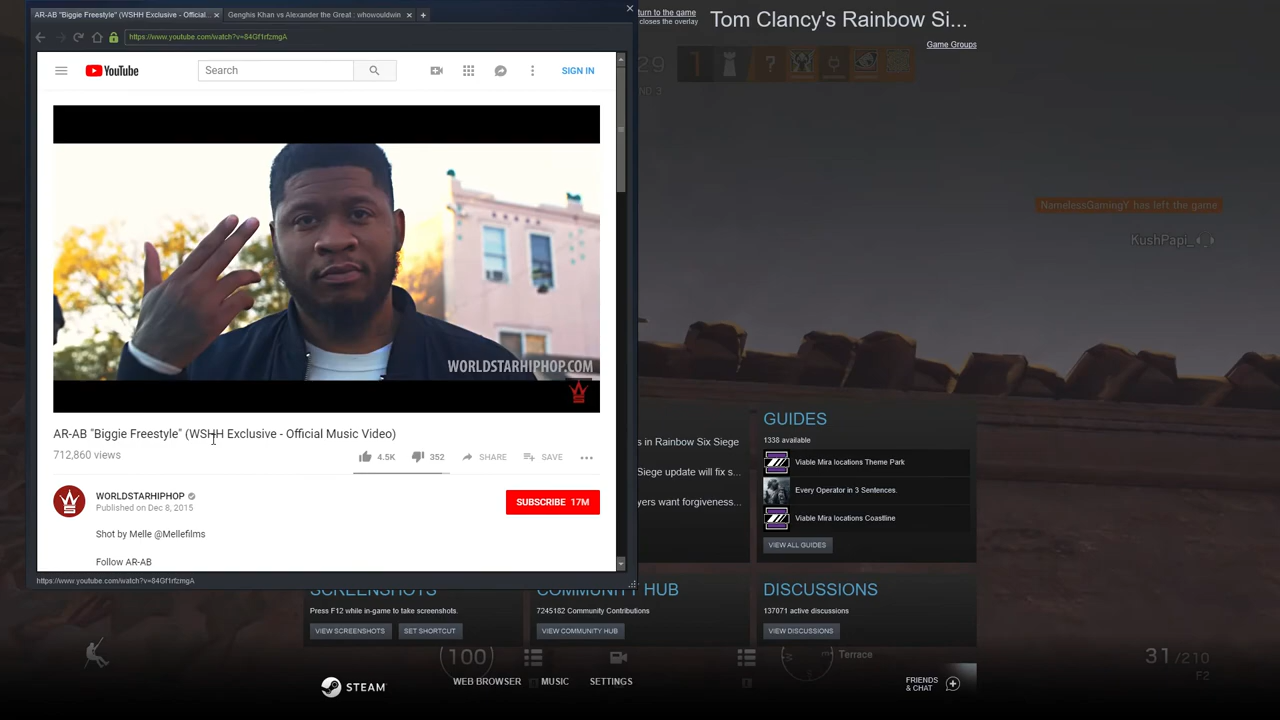 AR-AB "Biggie Freestyle" (WSHH Exclusive - Official...
Genghis Khan vs Alexander the Great : whowouldwin
https://www.youtube.com/watch?v=84Gf1rfzmgA
YouTube
Search
SIGN IN
WORLDSTARHIPHOP.COM
AR-AB "Biggie Freestyle" (WSHH Exclusive - Official Music Video)
712,860 views
4.5K
352
SHARE
SAVE
WORLDSTARHIPHOP
Published on Dec 8, 2015
SUBSCRIBE 17M
Shot by Melle @Mellefilms
Follow AR-AB
https://www.youtube.com/watch?v=84Gf1rfzmgA
turn to the game
closes the overlay
Tom Clancy's Rainbow Si...
Game Groups
29
ND 3
1
?
NamelessGamingY has left the game
KushPapi_
s in Rainbow Six Siege
Siege update will fix s...
yers want forgiveness...
GUIDES
1338 available
Viable Mira locations Theme Park
Every Operator in 3 Sentences.
Viable Mira locations Coastline
VIEW ALL GUIDES
SCREENSHOTS
Press F12 while in-game to take screenshots.
VIEW SCREENSHOTS
SET SHORTCUT
COMMUNITY HUB
7245182 Community Contributions
VIEW COMMUNITY HUB
DISCUSSIONS
137071 active discussions
VIEW DISCUSSIONS
100
Terrace
31/210
F2
STEAM
WEB BROWSER
MUSIC
SETTINGS
FRIENDS
& CHAT